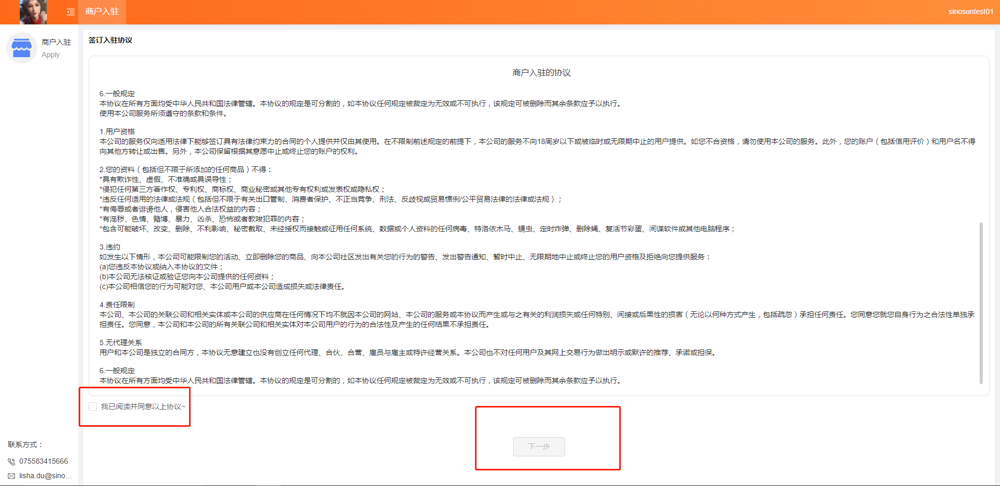 商户入驻
sinosuntest01
商户入驻
Apply
签订入驻协议
商户入驻的协议
6.一般规定
本协议在所有方面均受中华人民共和国法律管辖。本协议的规定是可分割的，如本协议任何规定被裁定为无效或不可执行，该规定可被删除而其余条款应予以执行。
使用本公司服务所须遵守的条款和条件。
1.用户资格
本公司的服务仅向适用法律下能够签订具有法律约束力的合同的个人提供并仅由其使用。在不限制前述规定的前提下，本公司的服务不向18周岁以下或被临时或无限期中止的用户提供。如您不合资格，请勿使用本公司的服务。此外，您的账户（包括信用评价）和用户名不得
向其他方转让或出售。另外，本公司保留根据其意愿中止或终止您的账户的权利。
2.您的资料（包括但不限于所添加的任何商品）不得：
*具有欺诈性、虚假、不准确或具误导性；
*侵犯任何第三方著作权、专利权、商标权、商业秘密或其他专有权利或发表权或隐私权；
*违反任何适用的法律或法规（包括但不限于有关出口管制、消费者保护、不正当竞争、刑法、反歧视或贸易惯例/公平贸易法律的法律或法规）；
*有侮辱或者诽谤他人，侵害他人合法权益的内容；
*有淫秽、色情、赌博、暴力、凶杀、恐怖或者教唆犯罪的内容；
*包含可能破坏、改变、删除、不利影响、秘密截取、未经授权而接触或征用任何系统、数据或个人资料的任何病毒、特洛依木马、蠕虫、定时炸弹、删除蝇、复活节彩蛋、间谍软件或其他电脑程序；
3.违约
如发生以下情形，本公司可能限制您的活动、立即删除您的商品、向本公司社区发出有关您的行为的警告、发出警告通知、暂时中止、无限期地中止或终止您的用户资格及拒绝向您提供服务：
(a)您违反本协议或纳入本协议的文件；
(b)本公司无法核证或验证您向本公司提供的任何资料；
(c)本公司相信您的行为可能对您、本公司用户或本公司造成损失或法律责任。
4.责任限制
本公司、本公司的关联公司和相关实体或本公司的供应商在任何情况下均不就因本公司的网站、本公司的服务或本协议而产生或与之有关的利润损失或任何特别、间接或后果性的损害（无论以何种方式产生，包括疏忽）承担任何责任。您同意您就您自身行为之合法性单独承
担责任。您同意，本公司和本公司的所有关联公司和相关实体对本公司用户的行为的合法性及产生的任何结果不承担责任。
5.无代理关系
用户和本公司是独立的合同方，本协议无意建立也没有创立任何代理、合伙、合营、雇员与雇主或特许经营关系。本公司也不对任何用户及其网上交易行为做出明示或默许的推荐、承诺或担保。
6.一般规定
本协议在所有方面均受中华人民共和国法律管辖。本协议的规定是可分割的，如本协议任何规定被裁定为无效或不可执行，该规定可被删除而其余条款应予以执行。
我已阅读并同意以上协议~
下一步
联系方式：
075583415666
lisha.du@sino...